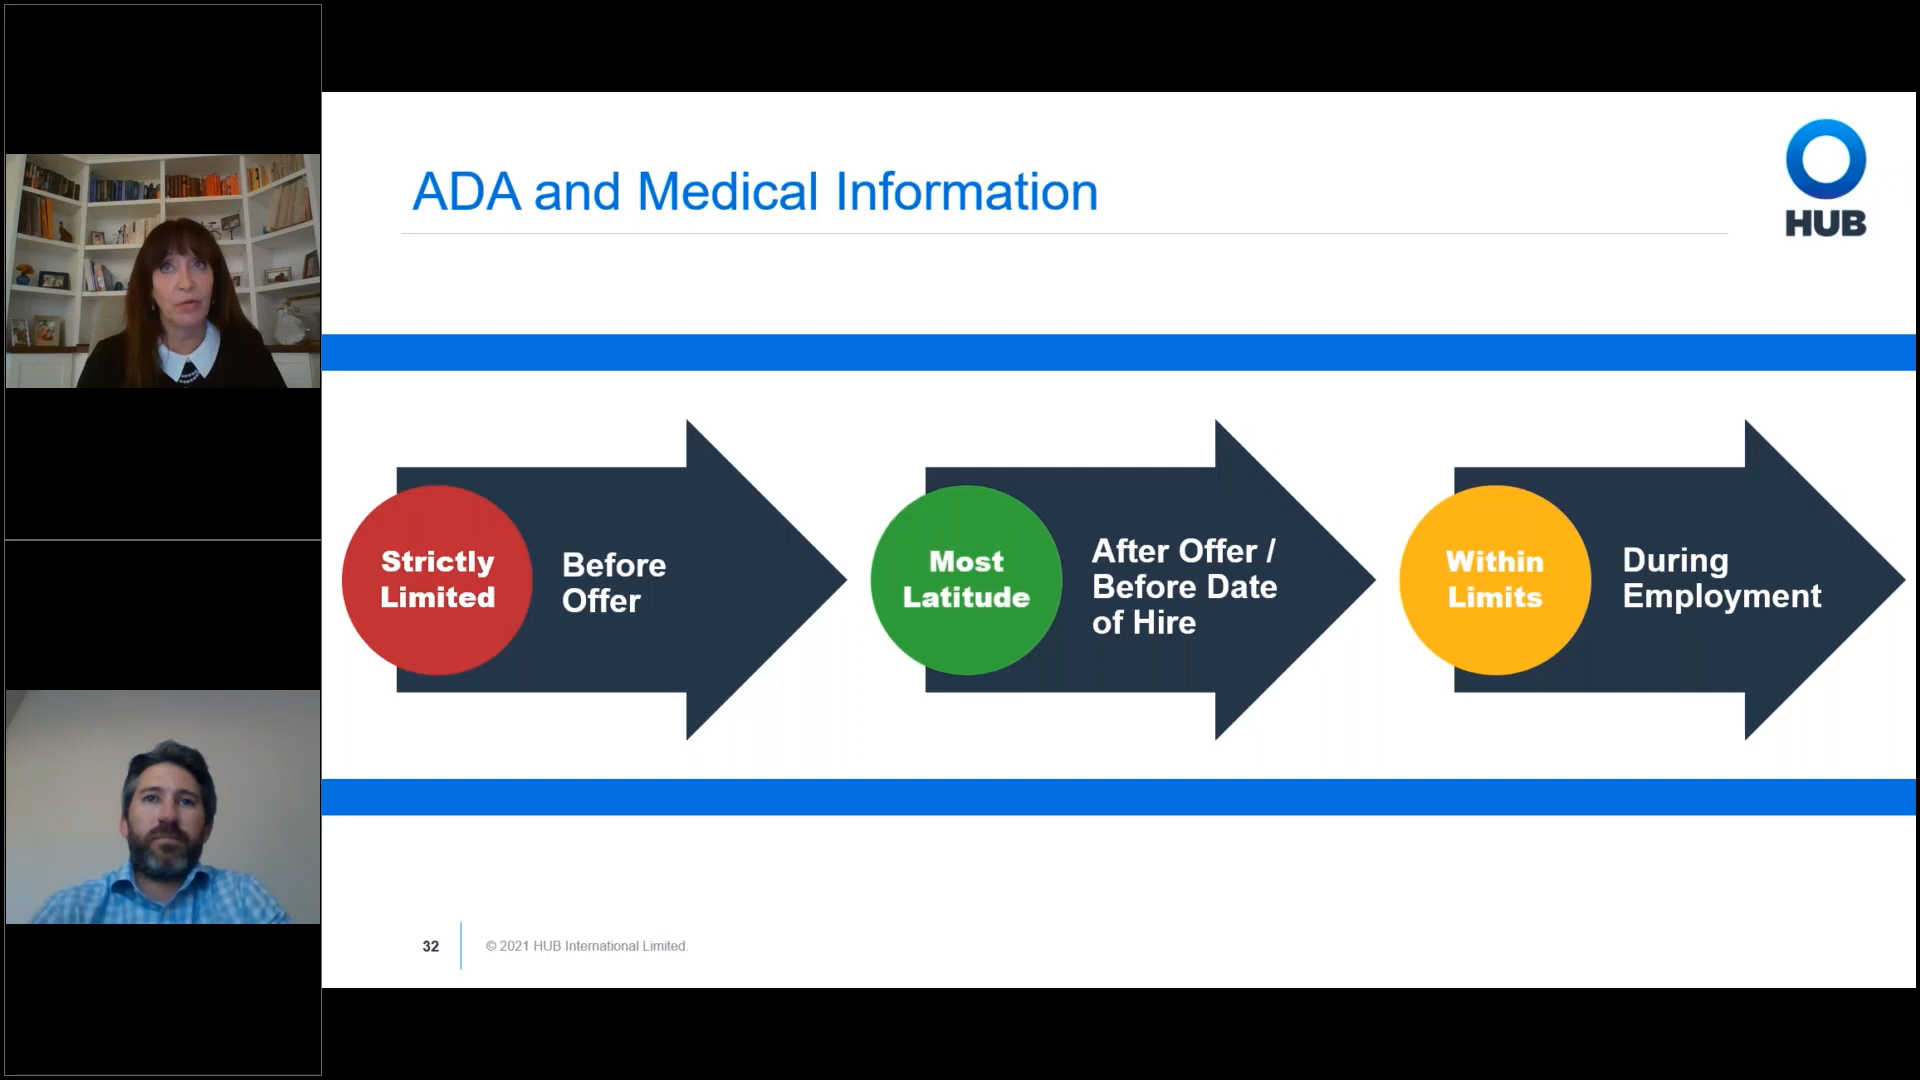 ADA and Medical Information
HUB
Strictly
Limited
Before
Offer
Most
Latitude
After Offer /
Before Date
of Hire
Within
Limits
During
Employment
32
© 2021 HUB International Limited.